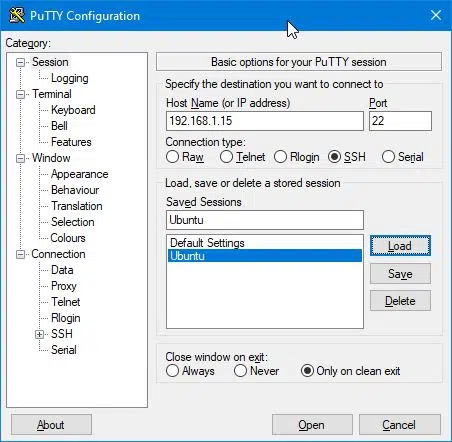 PuTTY Configuration
Category:
Session
Logging
Terminal
Keyboard
Bell
Features
Window
Appearance
Behaviour
Translation
Selection
Colours
Connection
Data
Proxy
Telnet
Rlogin
SSH
Serial
Basic options for your PuTTY session
Specify the destination you want to connect to
Host Name (or IP address) Port
192.168.1.15 22
Connection type:
Raw Telnet Rlogin SSH Serial
Load, save or delete a stored session
Saved Sessions
Ubuntu
Default Settings
Ubuntu
Load
Save
Delete
Close window on exit:
Always Never Only on clean exit
About Open Cancel